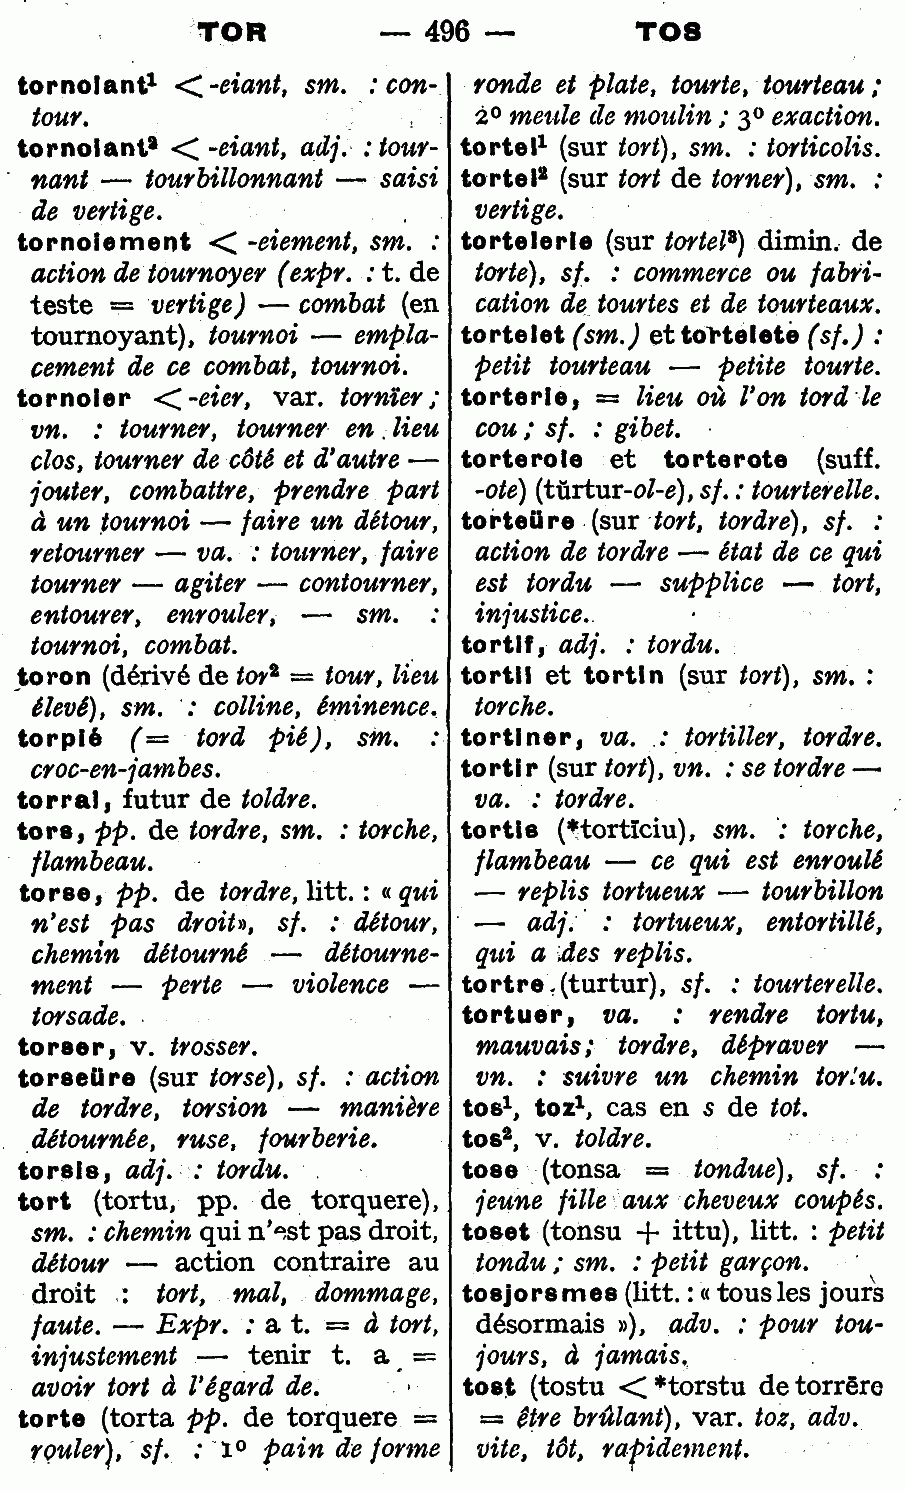 TOR — 496 — TOS
tornoiant¹ < -eiant, sm. : con-
tour.
tornoiant² < -eiant, adj. : tour-
nant — tourbillonnant — saisi
de vertige.
tornoiement < -eiement, sm. :
action de tournoyer (expr. : t. de
teste = vertige) — combat (en
tournoyant), tournoi — empla-
cement de ce combat, tournoi.
tornoier < -eier, var. tornïer ;
vn. : tourner, tourner en lieu
clos, tourner de côté et d'autre —
jouter, combattre, prendre part
à un tournoi — faire un détour,
retourner — va. : tourner, faire
tourner — agiter — contourner,
entourer, enrouler, — sm. :
tournoi, combat.
toron (dérivé de tor² = tour, lieu
élevé), sm. : colline, éminence.
torpié (= tord pié), sm. :
croc-en-jambes.
torrai, futur de toldre.
tors, pp. de tordre, sm. : torche,
flambeau.
torse, pp. de tordre, litt. : « qui
n'est pas droit», sf. : détour,
chemin détourné — détourne-
ment — perte — violence —
torsade.
torser, v. trosser.
torseüre (sur torse), sf. : action
de tordre, torsion — manière
détournée, ruse, fourberie.
torsis, adj. : tordu.
tort (tortu, pp. de torquere),
sm. : chemin qui n'est pas droit,
détour — action contraire au
droit : tort, mal, dommage,
faute. — Expr. : a t. = à tort,
injustement — tenir t. a =
avoir tort à l'égard de.
torte (torta pp. de torquere =
rouler), sf. : 1º pain de forme
ronde et plate, tourte, tourteau ;
2º meule de moulin ; 3º exaction.
tortel¹ (sur tort), sm. : torticolis.
tortel² (sur tort de torner), sm. :
vertige.
tortelerie (sur tortel³) dimin. de
torte), sf. : commerce ou fabri-
cation de tourtes et de tourteaux.
tortelet (sm.) et tortelete (sf.) :
petit tourteau — petite tourte.
torterie, = lieu où l'on tord le
cou ; sf. : gibet.
torterole et torterote (suff.
-ote) (tŭrtur-ol-e), sf. : tourterelle.
torteüre (sur tort, tordre), sf. :
action de tordre — état de ce qui
est tordu — supplice — tort,
injustice.
tortif, adj. : tordu.
tortil et tortin (sur tort), sm. :
torche.
tortiner, va. : tortiller, tordre.
tortir (sur tort), vn. : se tordre —
va. : tordre.
tortis (*tortīciu), sm. : torche,
flambeau — ce qui est enroulé
— replis tortueux — tourbillon
— adj. : tortueux, entortillé,
qui a des replis.
tortre (turtur), sf. : tourterelle.
tortuer, va. : rendre tortu,
mauvais ; tordre, dépraver —
vn. : suivre un chemin tortu.
tos¹, toz¹, cas en s de tot.
tos², v. toldre.
tose (tonsa = tondue), sf. :
jeune fille aux cheveux coupés.
toset (tonsu + ittu), litt. : petit
tondu ; sm. : petit garçon.
tosjorsmes (litt. : « tous les jours
désormais »), adv. : pour tou-
jours, à jamais.
tost (tostu < *torstu de torrēre
= être brûlant), var. toz, adv.
vite, tôt, rapidement.